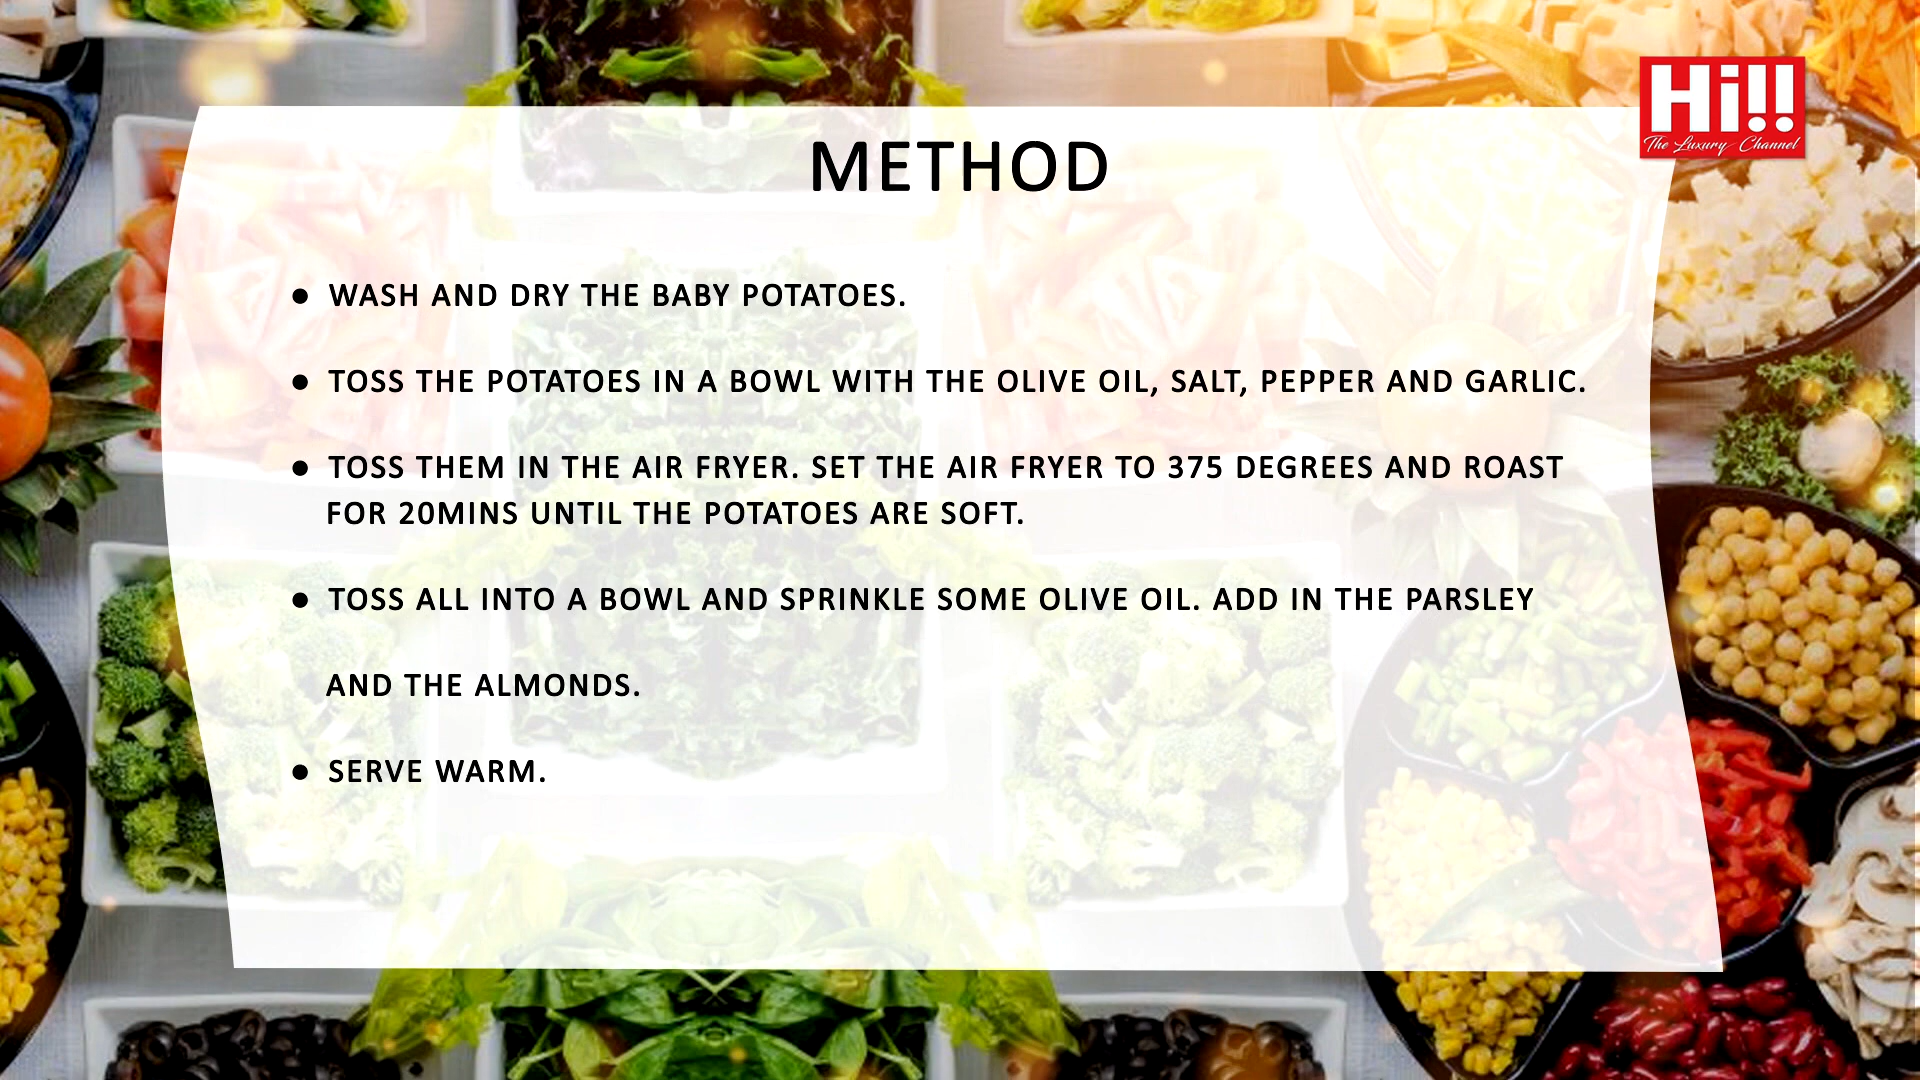 Hi!!
The Luxury Channel
METHOD
● WASH AND DRY THE BABY POTATOES.
● TOSS THE POTATOES IN A BOWL WITH THE OLIVE OIL, SALT, PEPPER AND GARLIC.
● TOSS THEM IN THE AIR FRYER. SET THE AIR FRYER TO 375 DEGREES AND ROAST
FOR 20MINS UNTIL THE POTATOES ARE SOFT.
● TOSS ALL INTO A BOWL AND SPRINKLE SOME OLIVE OIL. ADD IN THE PARSLEY
AND THE ALMONDS.
● SERVE WARM.